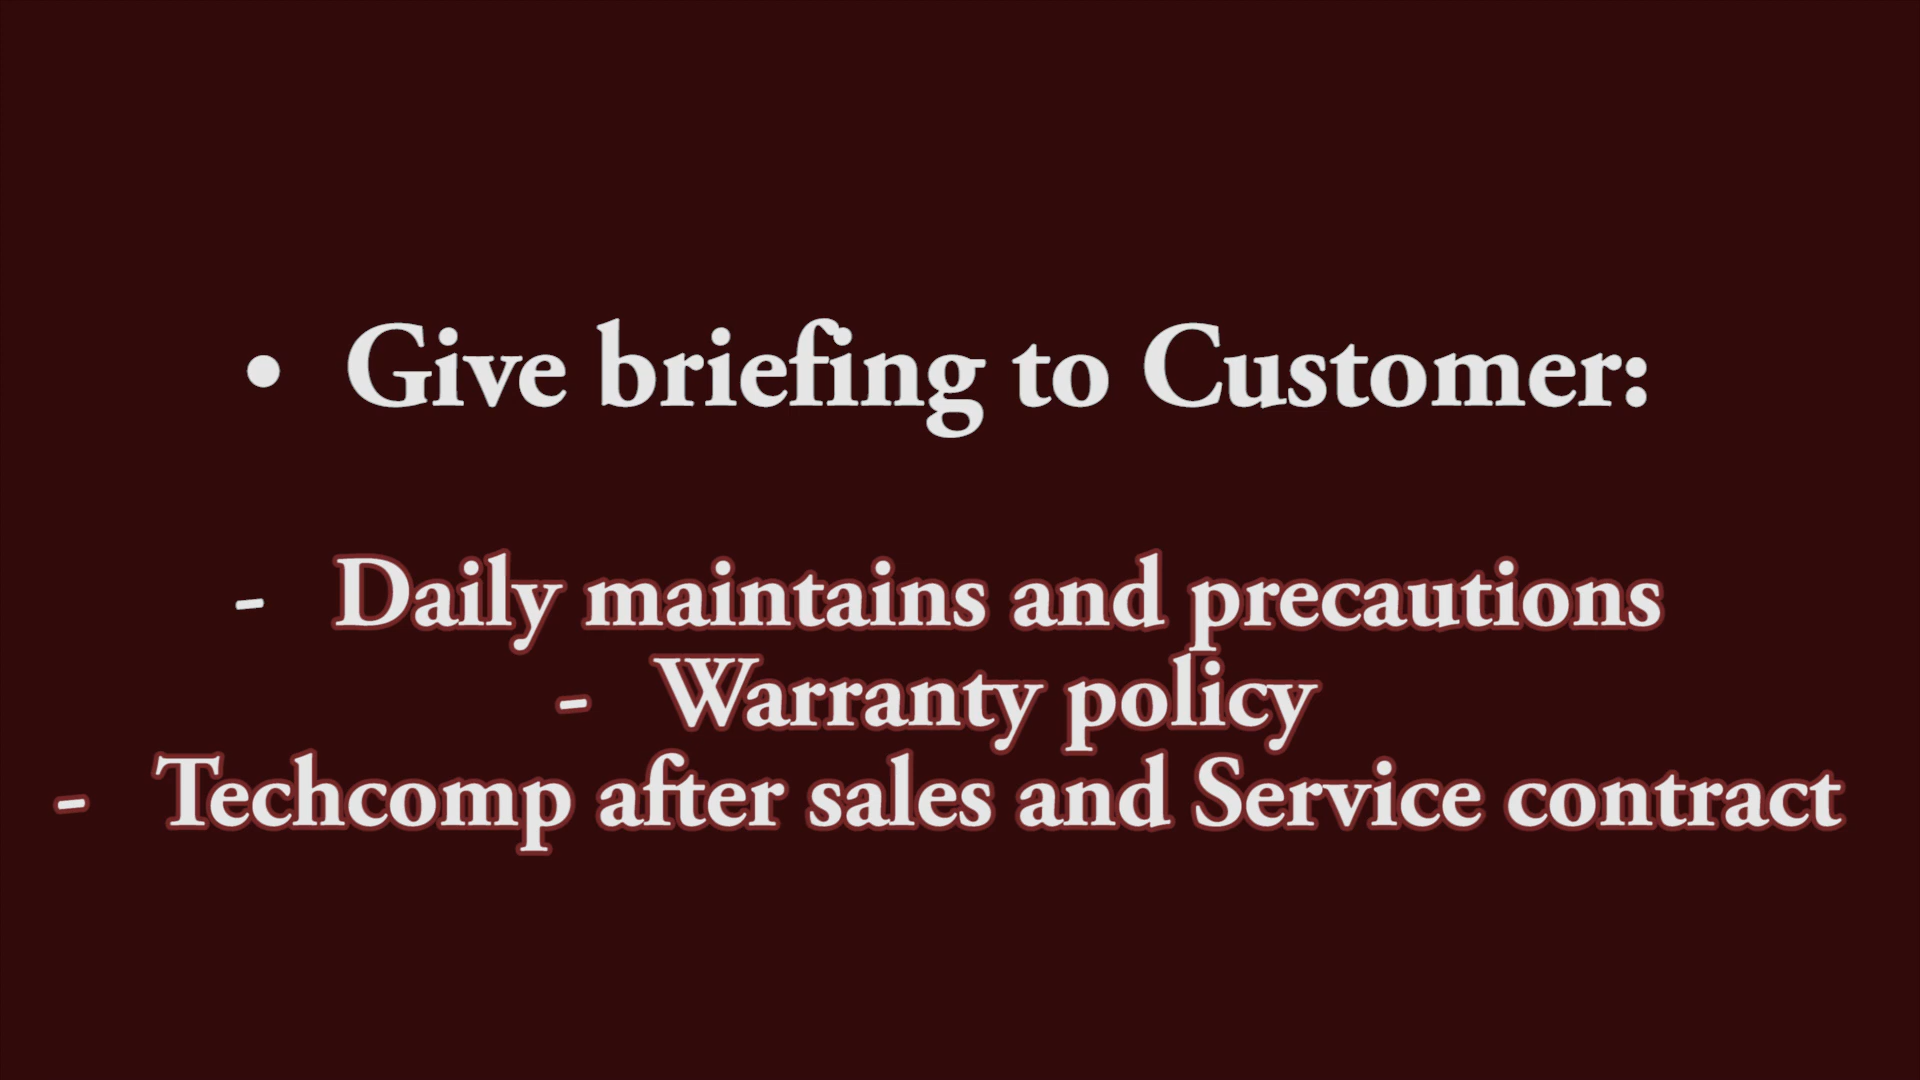 • Give briefing to Customer:
- Daily maintains and precautions
- Warranty policy
- Techcomp after sales and Service contract